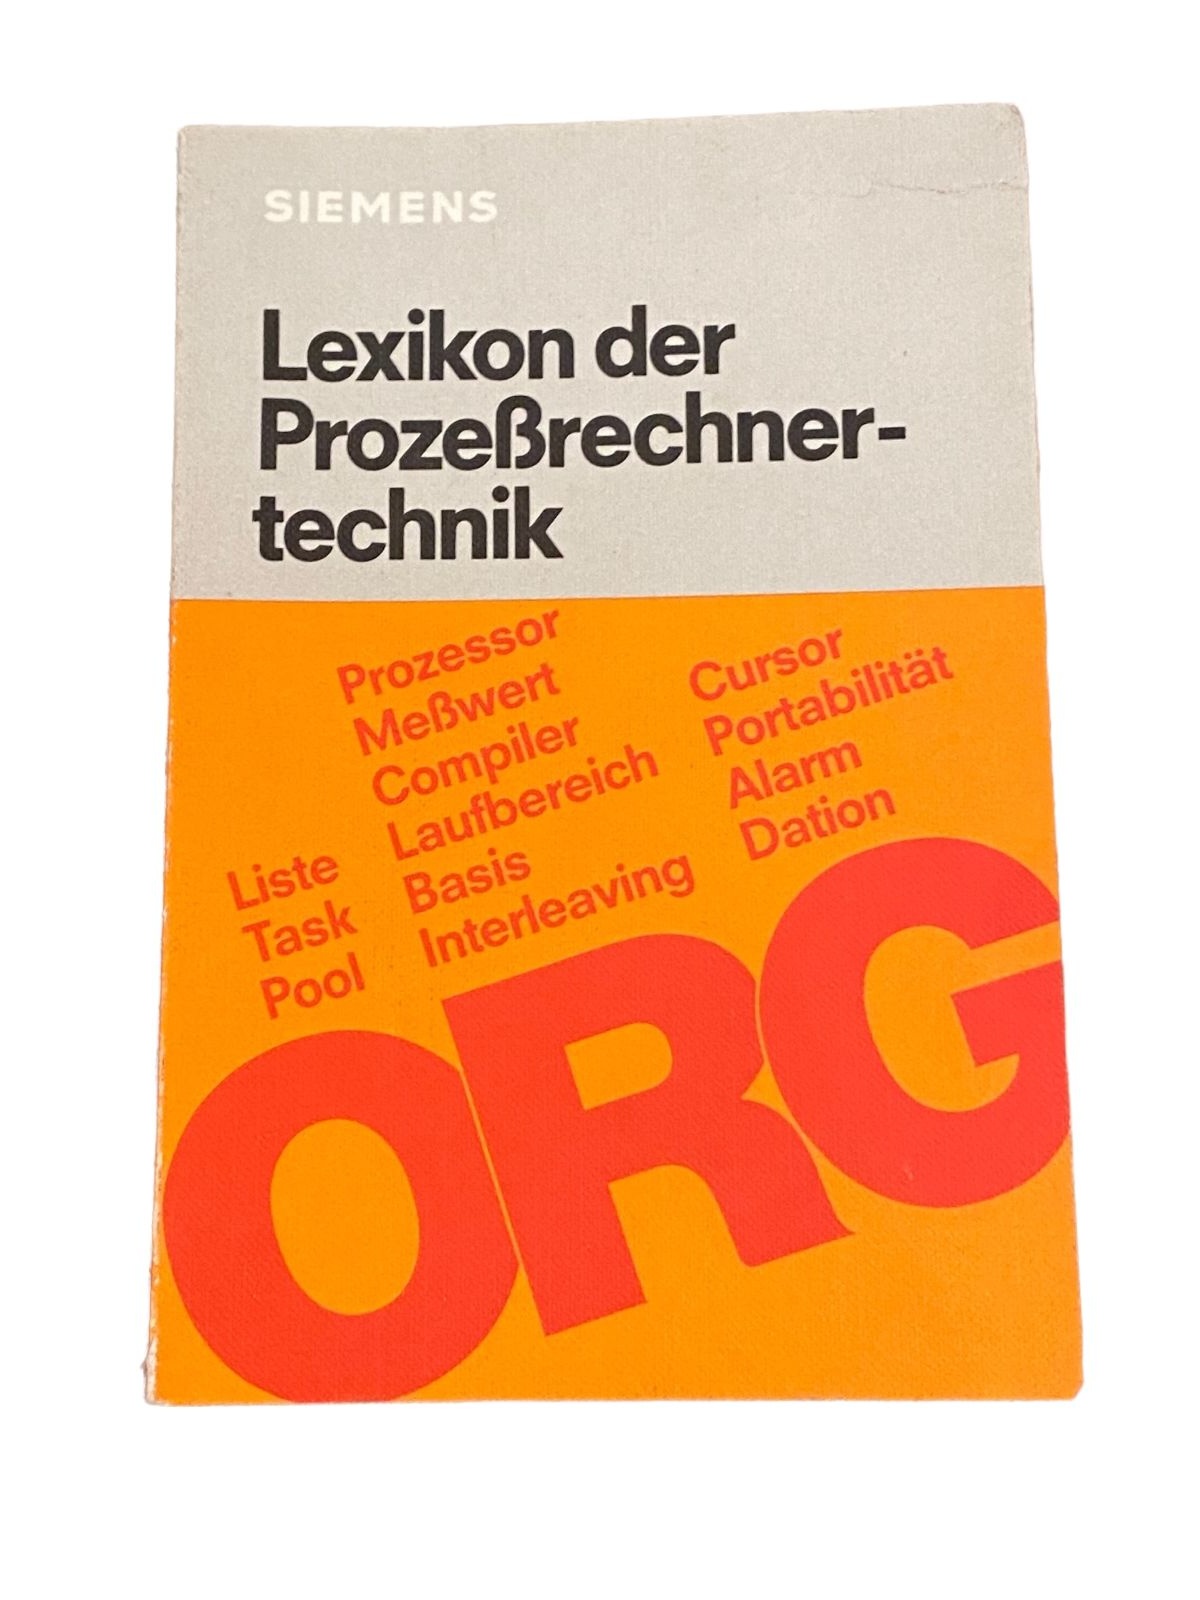 SIEMENS
Lexikon der
Prozeßrechner-
technik
Prozessor
Meßwert
Compiler
Laufbereich
Basis
Interleaving
Cursor
Portabilität
Alarm
Dation
Liste
Task
Pool
ORG